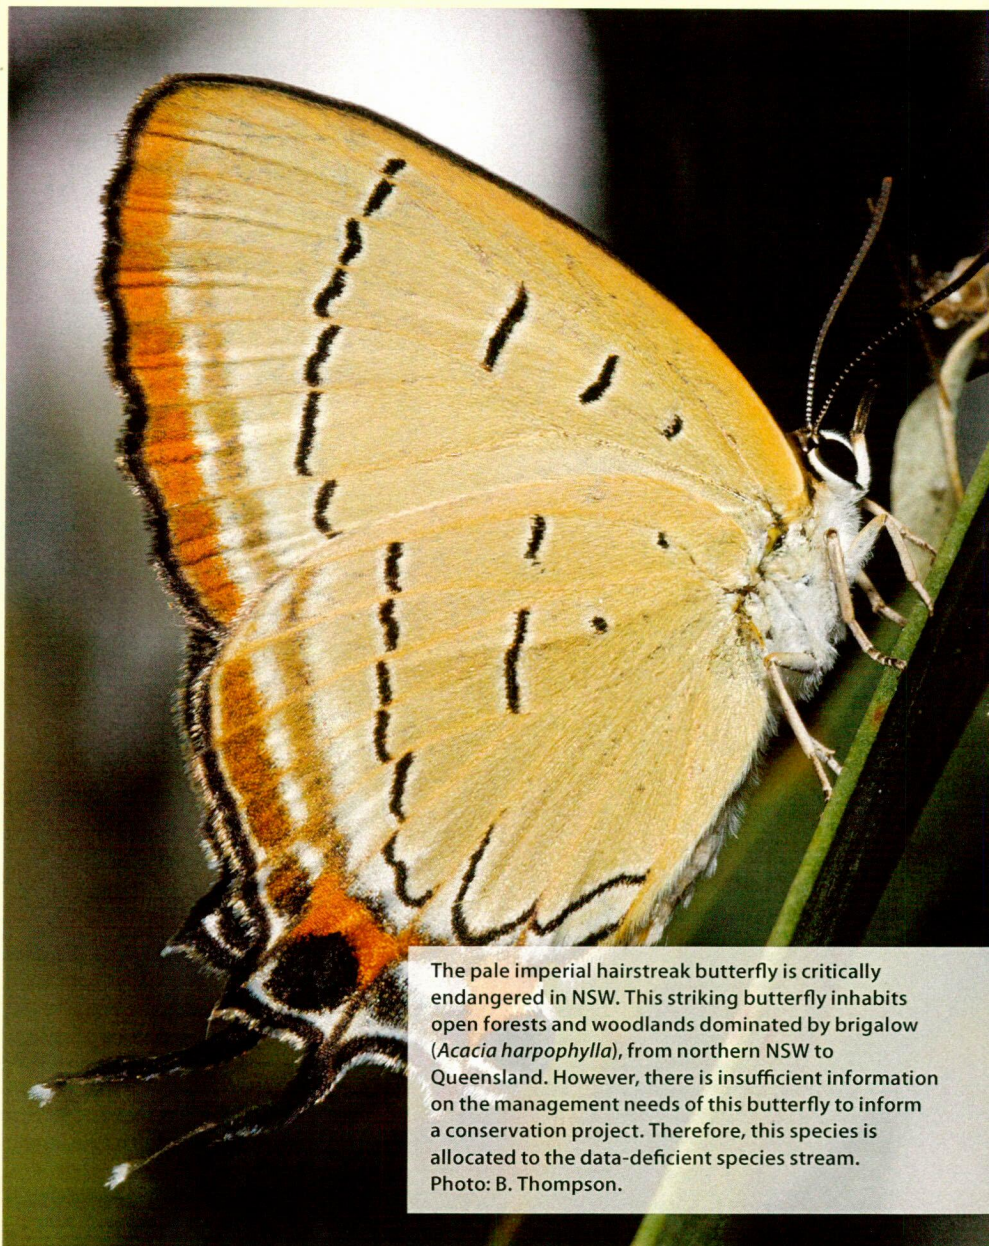 The pale imperial hairstreak butterfly is critically
endangered in NSW. This striking butterfly inhabits
open forests and woodlands dominated by brigalow
(Acacia harpophylla), from northern NSW to
Queensland. However, there is insufficient information
on the management needs of this butterfly to inform
a conservation project. Therefore, this species is
allocated to the data-deficient species stream.
Photo: B. Thompson.